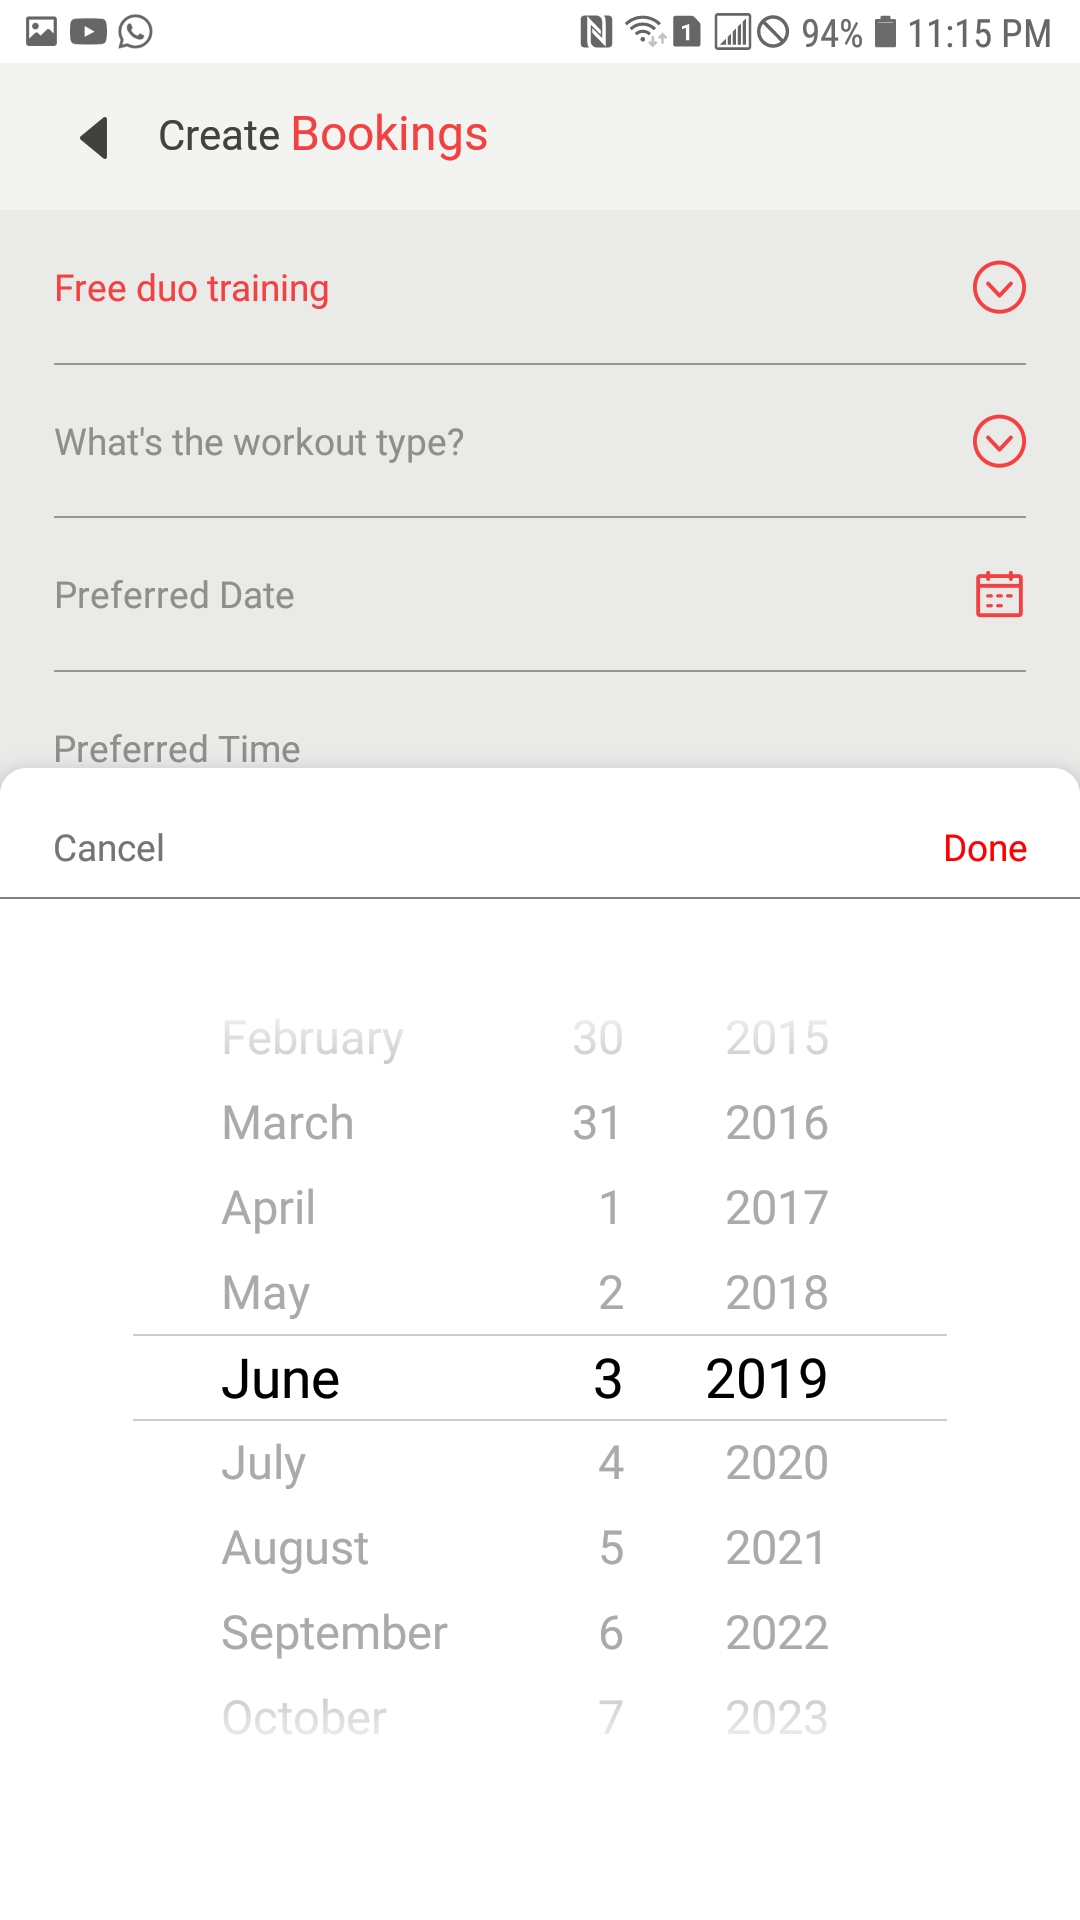 1 94% 11:15 PM
Create Bookings
Free duo training
What's the workout type?
Preferred Date
Preferred Time
Cancel Done
February 30 2015
March 31 2016
April 1 2017
May 2 2018
June 3 2019
July 4 2020
August 5 2021
September 6 2022
October 7 2023